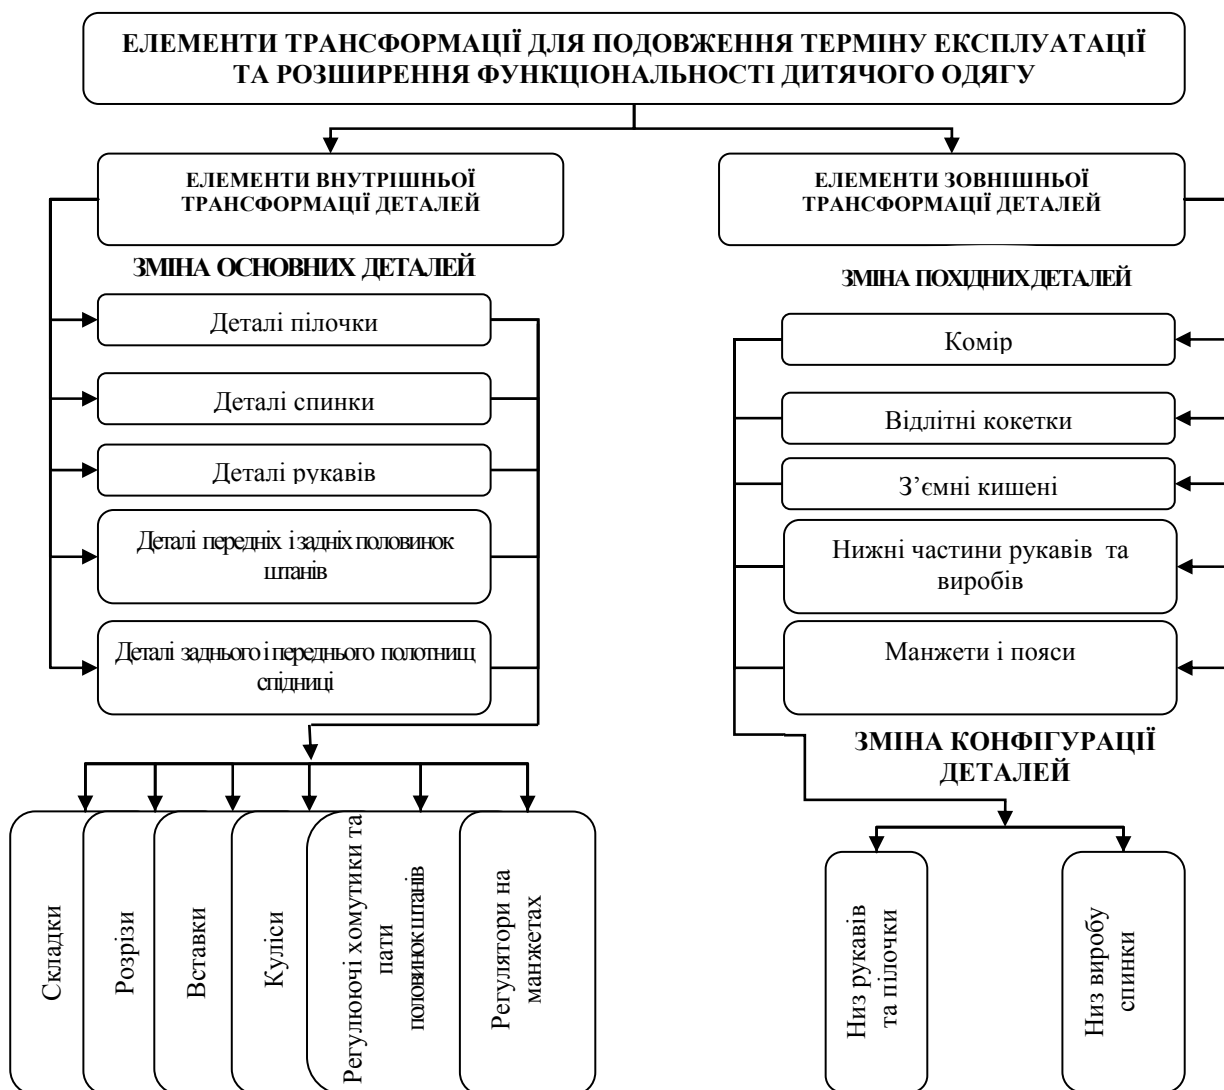 ЕЛЕМЕНТИ ТРАНСФОРМАЦІЇ ДЛЯ ПОДОВЖЕННЯ ТЕРМІНУ ЕКСПЛУАТАЦІЇ
ТА РОЗШИРЕННЯ ФУНКЦІОНАЛЬНОСТІ ДИТЯЧОГО ОДЯГУ
ЕЛЕМЕНТИ ВНУТРІШНЬОЇ
ТРАНСФОРМАЦІЇ ДЕТАЛЕЙ
ЗМІНА ОСНОВНИХ ДЕТАЛЕЙ
Деталі пілочки
Деталі спинки
Деталі рукавів
Деталі передніх і задніх половинок
штанів
Деталі заднього і переднього полотнищ
спідниці
Складки
Розрізи
Вставки
Куліси
Регулюючі хомутики та
пати
половинок штанів
Регулятори на
манжетах
ЕЛЕМЕНТИ ЗОВНІШНЬОЇ
ТРАНСФОРМАЦІЇ ДЕТАЛЕЙ
ЗМІНА ПОХІДНИХ ДЕТАЛЕЙ
Комір
Відлітні кокетки
З’ємні кишені
Нижні частини рукавів та
виробів
Манжети і пояси
ЗМІНА КОНФІГУРАЦІЇ
ДЕТАЛЕЙ
Низ рукавів
та пілочки
Низ виробу
спинки